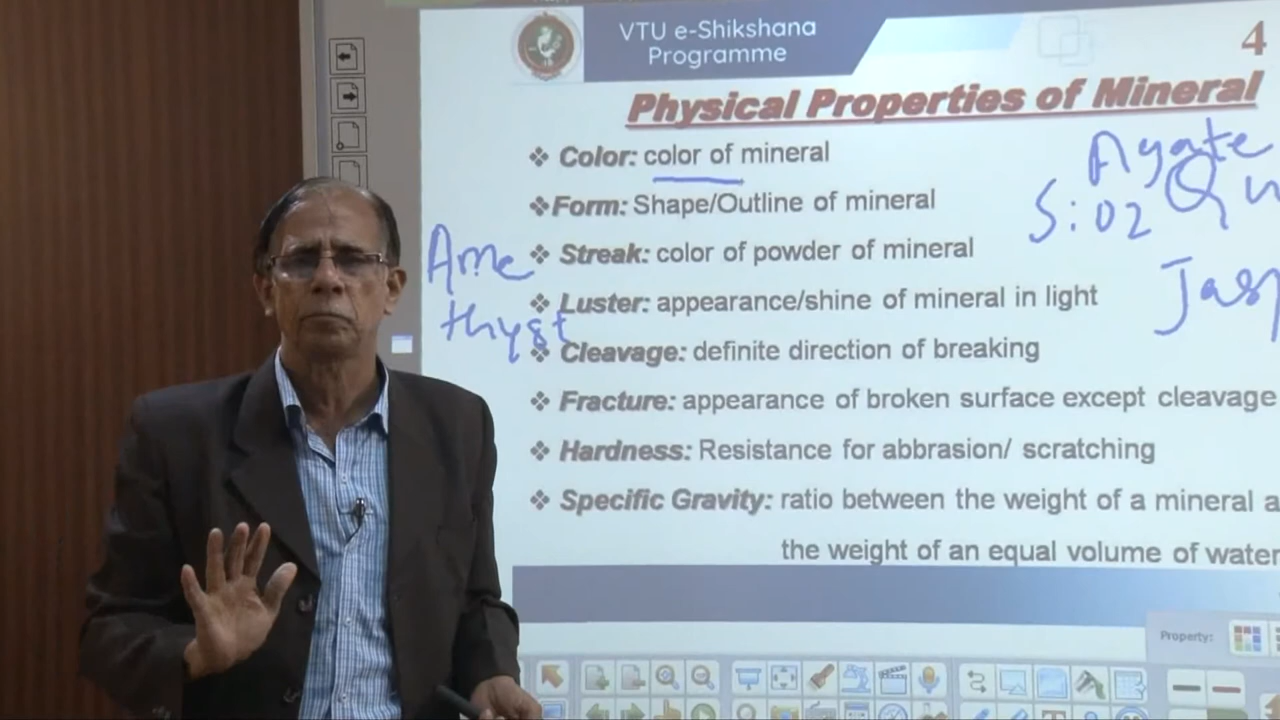 VTU e-Shikshana
Programme
4
Physical Properties of Mineral
❖ Color: color of mineral
Agate
❖ Form: Shape/Outline of mineral
SiO2
❖ Streak: color of powder of mineral
Ame
thyst
❖ Luster: appearance/shine of mineral in light
❖ Cleavage: definite direction of breaking
❖ Fracture: appearance of broken surface except cleavage
❖ Hardness: Resistance for abbrasion/ scratching
❖ Specific Gravity: ratio between the weight of a mineral a
the weight of an equal volume of water
Property: